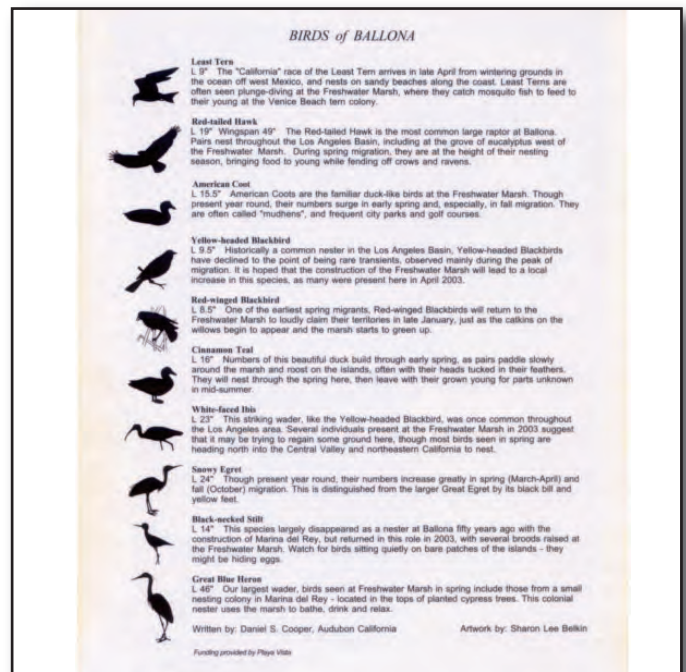 BIRDS of BALLONA
Least Tern
L 9" The "California" race of the Least Tern arrives in late April from wintering grounds in
the ocean off west Mexico, and nests on sandy beaches along the coast. Least Terns are
often seen plunge-diving at the Freshwater Marsh, where they catch mosquito fish to feed to
their young at the Venice Beach tern colony.
Red-tailed Hawk
L 19" Wingspan 49" The Red-tailed Hawk is the most common large raptor at Ballona.
Pairs nest throughout the Los Angeles Basin, including at the grove of eucalyptus west of
the Freshwater Marsh. During spring migration, they are at the height of their nesting
season, bringing food to young while fending off crows and ravens.
American Coot
L 15.5" American Coots are the familiar duck-like birds at the Freshwater Marsh. Though
present year round, their numbers surge in early spring and, especially, in fall migration. They
are often called "mudhens", and frequent city parks and golf courses.
Yellow-headed Blackbird
L 9.5" Historically a common nester in the Los Angeles Basin, Yellow-headed Blackbirds
have declined to the point of being rare transients, observed mainly during the peak of
migration. It is hoped that the construction of the Freshwater Marsh will lead to a local
increase in this species, as many were present here in April 2003.
Red-winged Blackbird
L 8.5" One of the earliest spring migrants, Red-winged Blackbirds will return to the
Freshwater Marsh to loudly claim their territories in late January, just as the catkins on the
willows begin to appear and the marsh starts to green up.
Cinnamon Teal
L 16" Numbers of this beautiful duck build through early spring, as pairs paddle slowly
around the marsh and roost on the islands, often with their heads tucked in their feathers.
They will nest through the spring here, then leave with their grown young for parts unknown
in mid-summer.
White-faced Ibis
L 23" This striking wader, like the Yellow-headed Blackbird, was once common throughout
the Los Angeles area. Several individuals present at the Freshwater Marsh in 2003 suggest
that it may be trying to regain some ground here, though most birds seen in spring are
heading north into the Central Valley and northeastern California to nest.
Snowy Egret
L 24" Though present year round, their numbers increase greatly in spring (March-April) and
fall (October) migration. This is distinguished from the larger Great Egret by its black bill and
yellow feet.
Black-necked Stilt
L 14" This species largely disappeared as a nester at Ballona fifty years ago with the
construction of Marina del Rey, but returned in this role in 2003, with several broods raised at
the Freshwater Marsh. Watch for birds sitting quietly on bare patches of the islands - they
might be hiding eggs.
Great Blue Heron
L 46" Our largest wader, birds seen at Freshwater Marsh in spring include those from a small
nesting colony in Marina del Rey - located in the tops of planted cypress trees. This colonial
nester uses the marsh to bathe, drink and relax.
Written by: Daniel S. Cooper, Audubon California Artwork by: Sharon Lee Belkin
Funding provided by Playa Vista